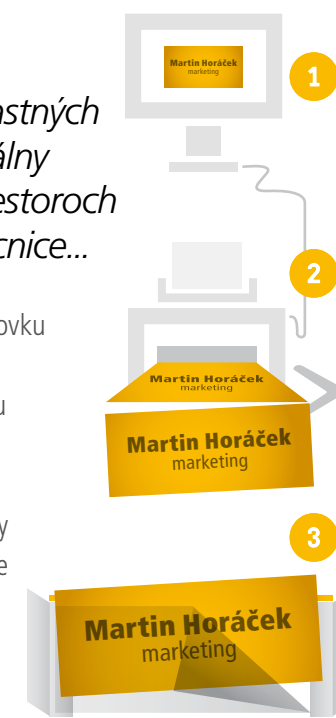 Martin Horáček
marketing
1
álny
estoroch
cnice...
2
ovku
Martin Horáček
marketing
u
Martin Horáček
marketing
y
3
e
Martin Horáček
marketing